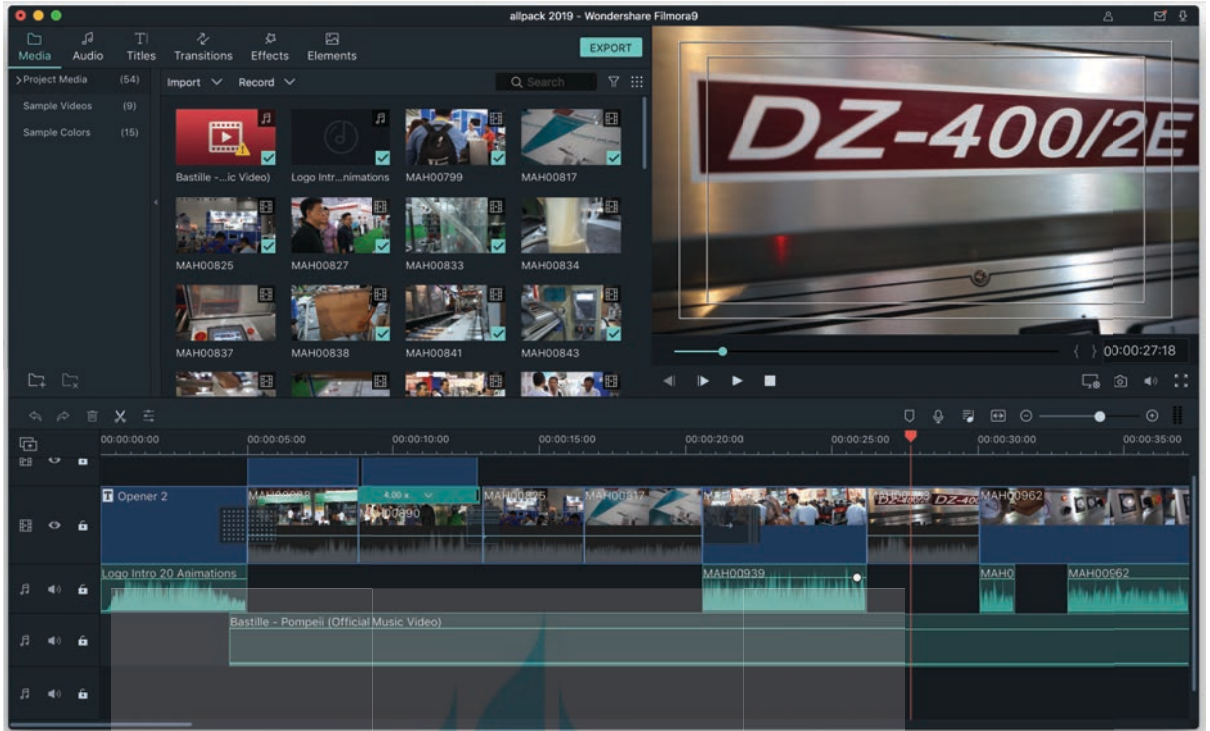 allpack 2019 - Wondershare Filmora9
Media Audio Titles Transitions Effects Elements
EXPORT
Project Media (54)
Sample Videos (9)
Sample Colors (15)
Import Record
Search
Bastille -...ic Video) Logo Intr...nimations MAH00799 MAH00817
MAH00825 MAH00827 MAH00833 MAH00834
MAH00837 MAH00838 MAH00841 MAH00843
DZ-400/2E
{ } 00:00:27:18
00:00:00:00 00:00:05:00 00:00:10:00 00:00:15:00 00:00:20:00 00:00:25:00 00:00:30:00 00:00:35:00
T Opener 2
4.00 x
MAH00890
MAH00825
MAH00817
MAH00962
Logo Intro 20 Animations
MAH00939
MAH0
MAH00962
Bastille - Pompeii (Official Music Video)